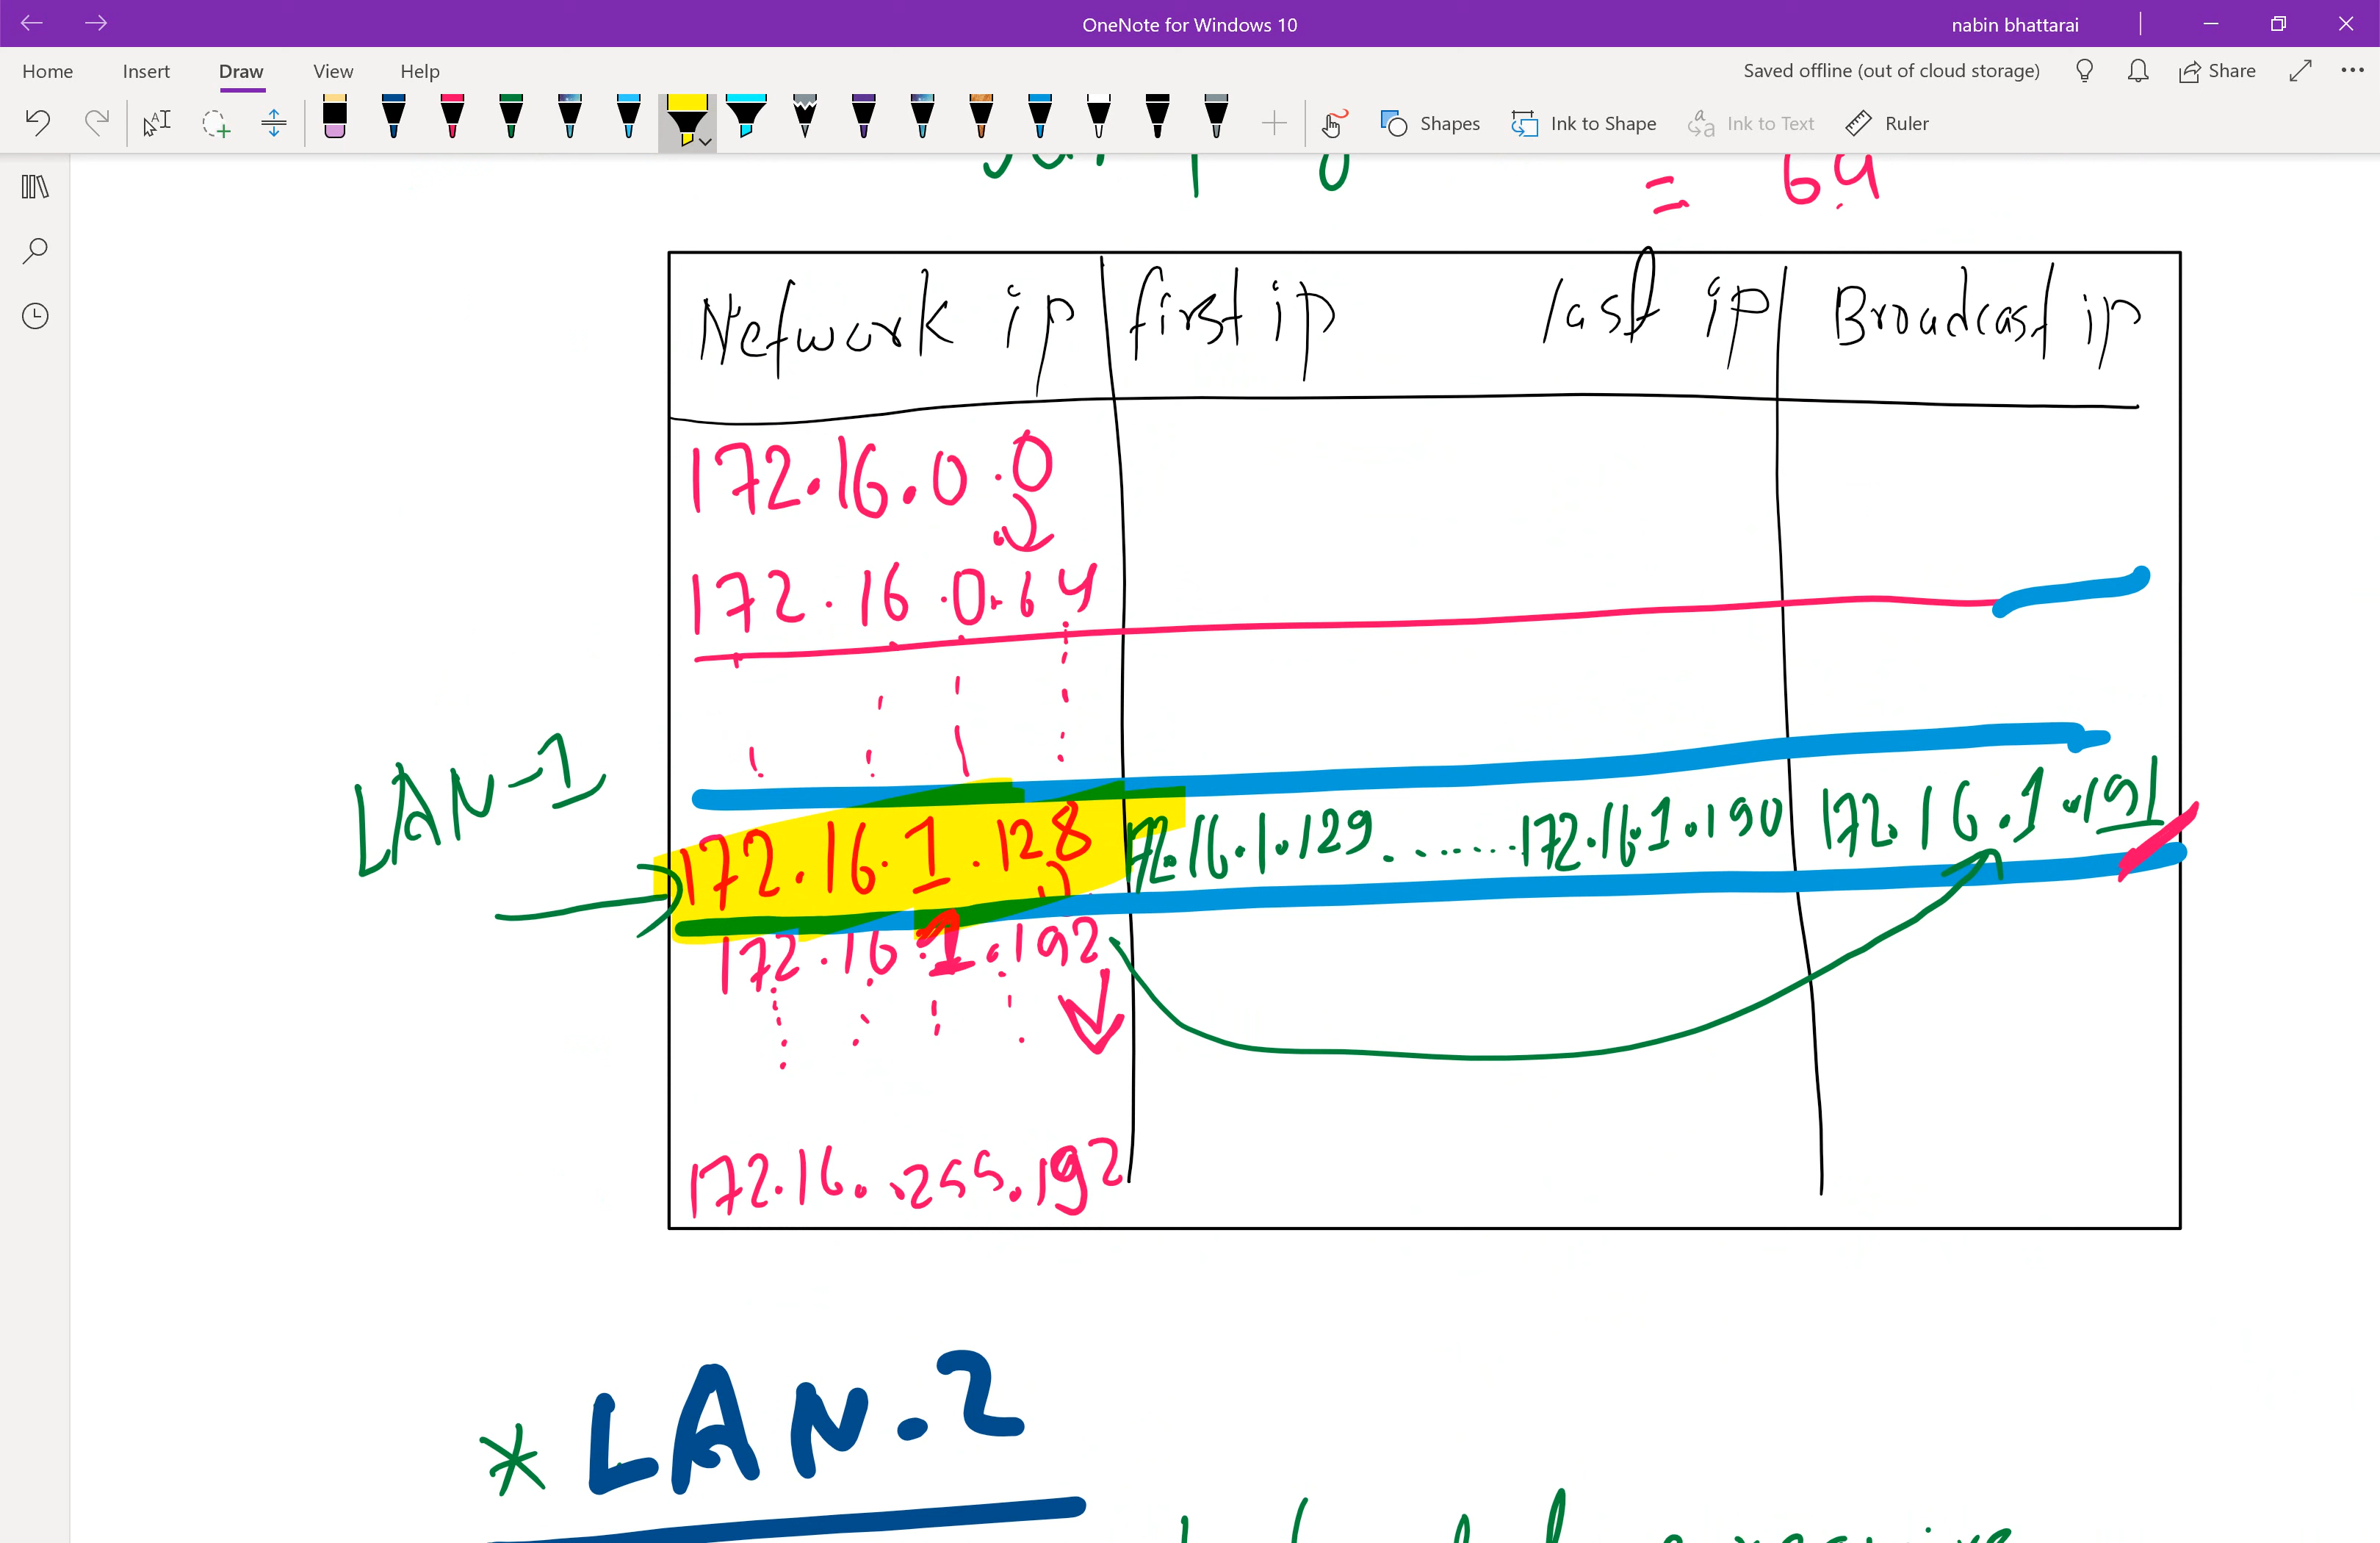 OneNote for Windows 10
nabin bhattarai
Home Insert Draw View Help
Saved offline (out of cloud storage) Share
Shapes Ink to Shape Ink to Text Ruler
= 64
Network ip first ip last ip Broadcast ip
172.16.0.0
172.16.0.64
LAN-1
172.16.1.128 172.16.1.129 ........ 172.16.1.190 172.16.1.191
172.16.1.192
172.16..255.192
* LAN.2